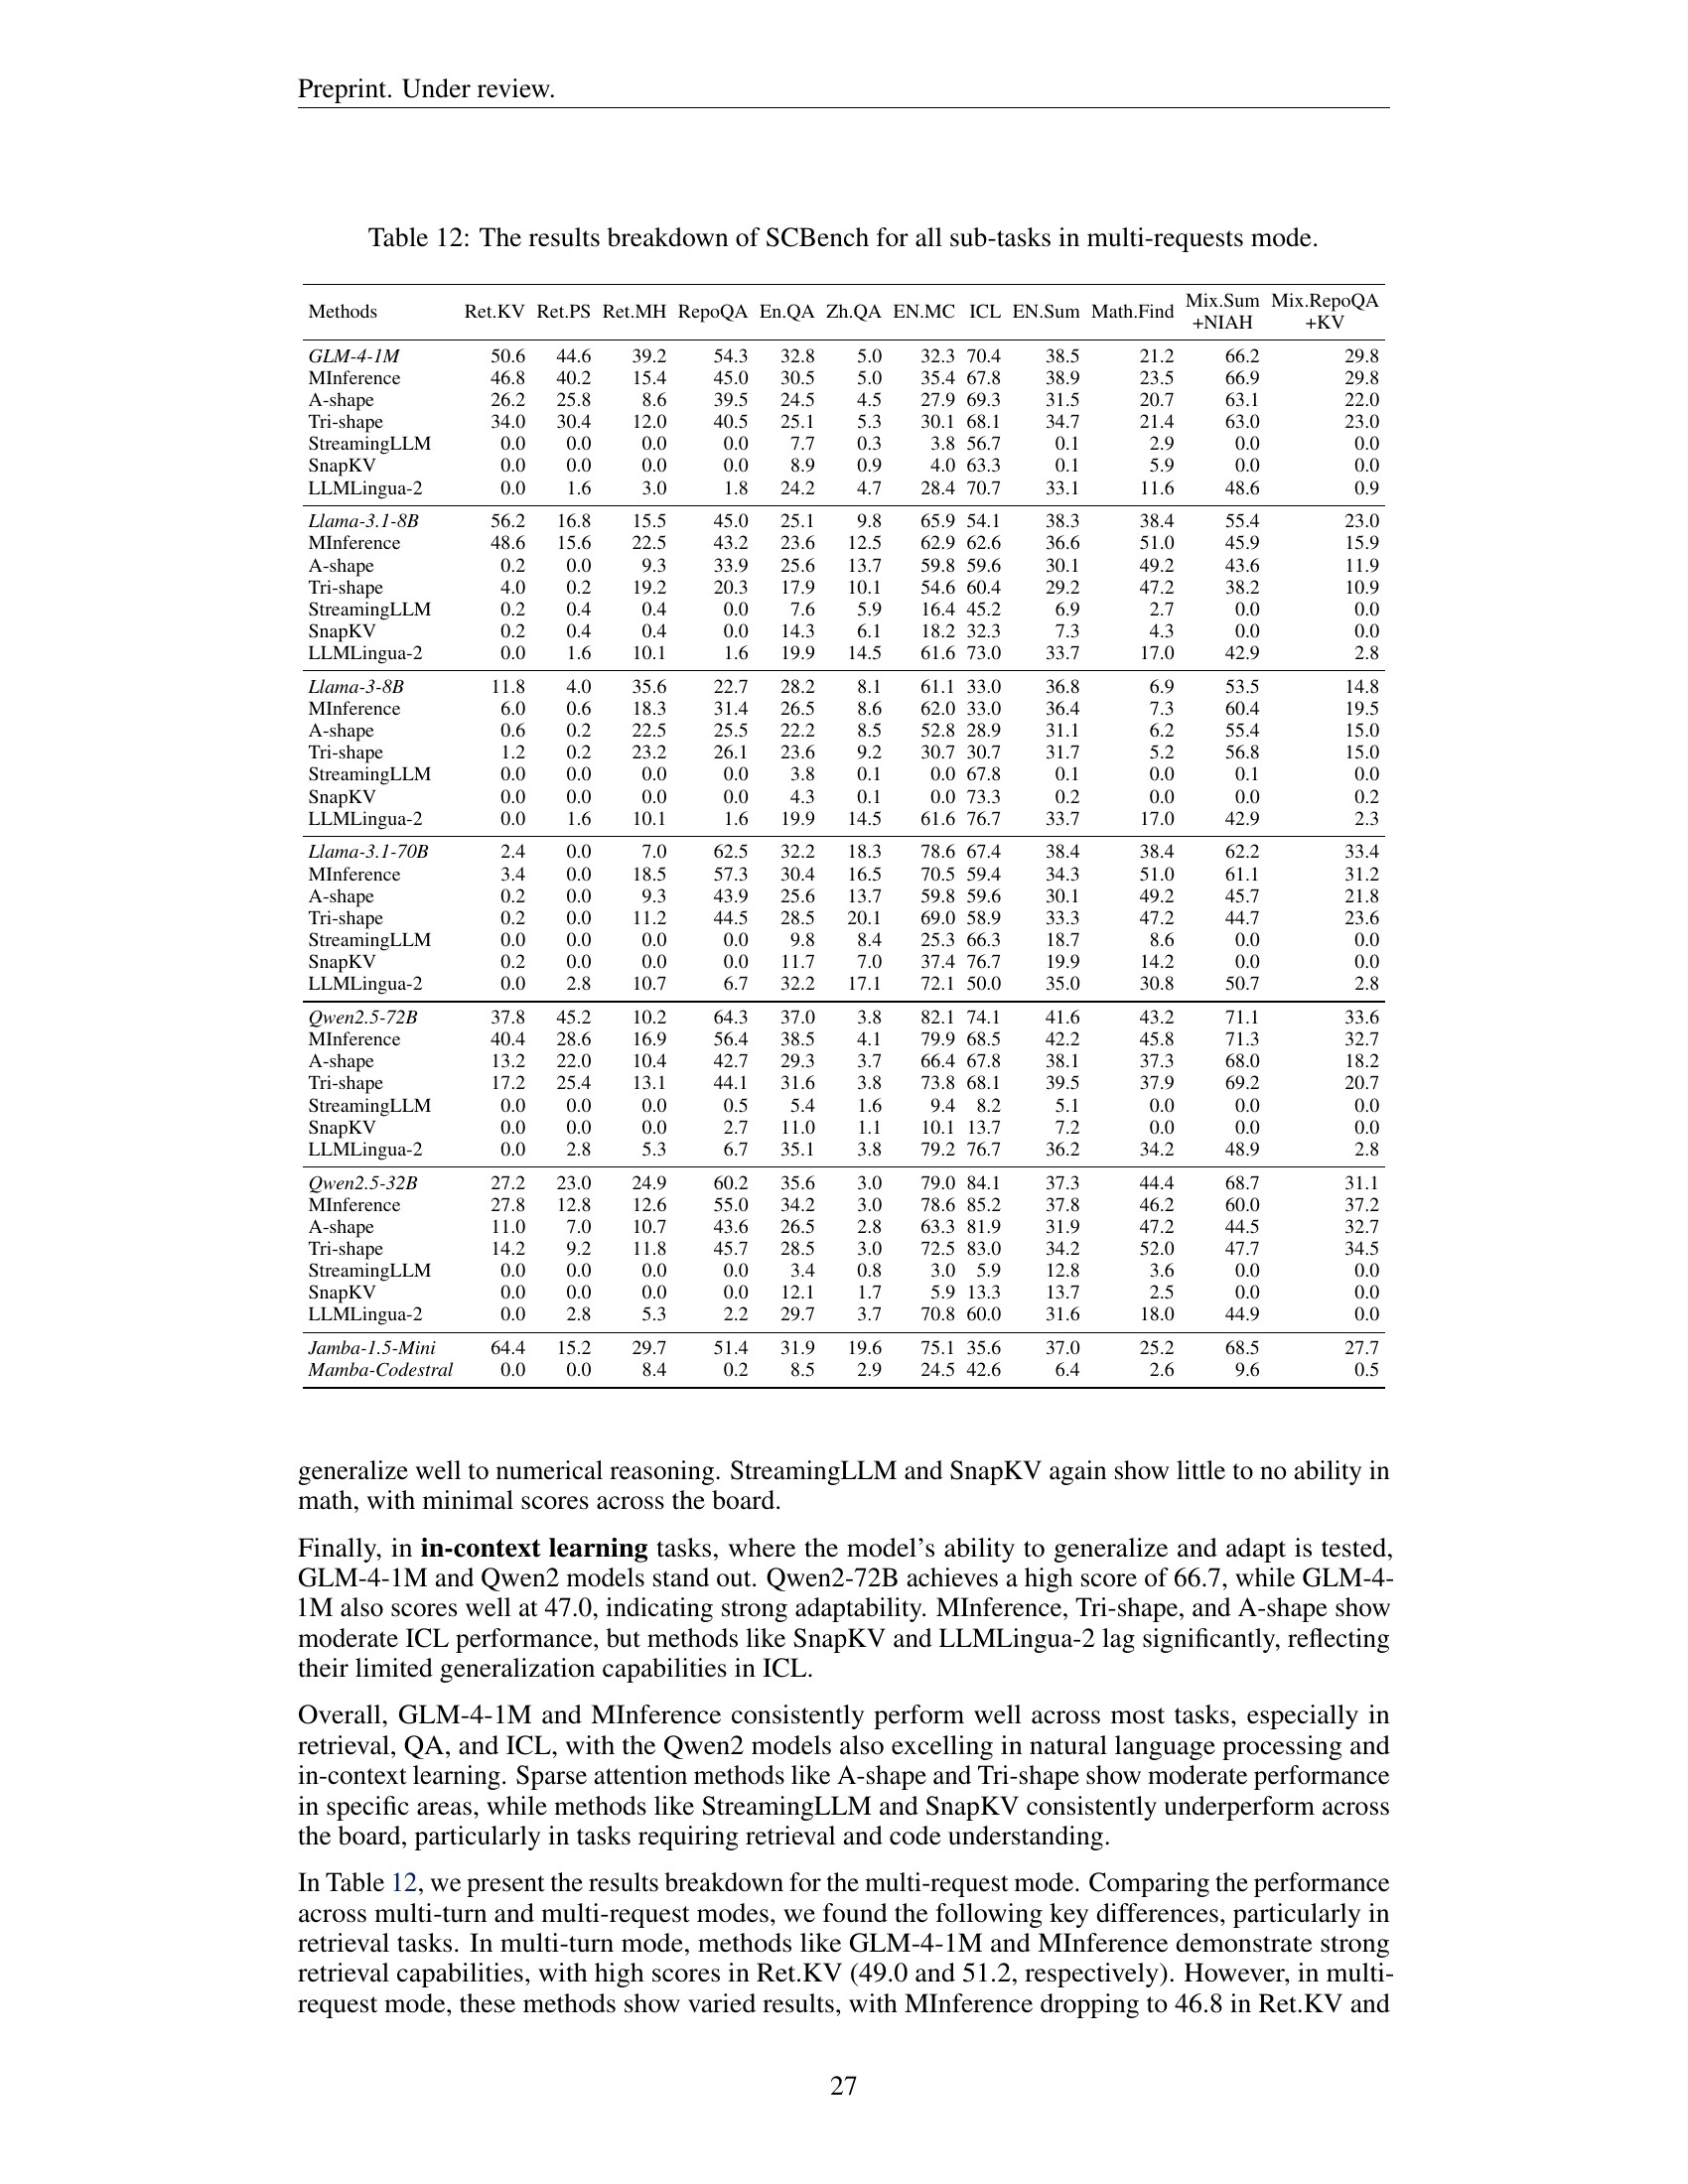 Preprint. Under review.
Table 12: The results breakdown of SCBench for all sub-tasks in multi-requests mode.
Methods Ret.KV Ret.PS Ret.MH RepoQA En.QA Zh.QA EN.MC ICL EN.Sum Math.Find Mix.Sum +NIAH Mix.RepoQA +KV
GLM-4-1M 50.6 44.6 39.2 54.3 32.8 5.0 32.3 70.4 38.5 21.2 66.2 29.8
MInference 46.8 40.2 15.4 45.0 30.5 5.0 35.4 67.8 38.9 23.5 66.9 29.8
A-shape 26.2 25.8 8.6 39.5 24.5 4.5 27.9 69.3 31.5 20.7 63.1 22.0
Tri-shape 34.0 30.4 12.0 40.5 25.1 5.3 30.1 68.1 34.7 21.4 63.0 23.0
StreamingLLM 0.0 0.0 0.0 0.0 7.7 0.3 3.8 56.7 0.1 2.9 0.0 0.0
SnapKV 0.0 0.0 0.0 0.0 8.9 0.9 4.0 63.3 0.1 5.9 0.0 0.0
LLMLingua-2 0.0 1.6 3.0 1.8 24.2 4.7 28.4 70.7 33.1 11.6 48.6 0.9
Llama-3.1-8B 56.2 16.8 15.5 45.0 25.1 9.8 65.9 54.1 38.3 38.4 55.4 23.0
MInference 48.6 15.6 22.5 43.2 23.6 12.5 62.9 62.6 36.6 51.0 45.9 15.9
A-shape 0.2 0.0 9.3 33.9 25.6 13.7 59.8 59.6 30.1 49.2 43.6 11.9
Tri-shape 4.0 0.2 19.2 20.3 17.9 10.1 54.6 60.4 29.2 47.2 38.2 10.9
StreamingLLM 0.2 0.4 0.4 0.0 7.6 5.9 16.4 45.2 6.9 2.7 0.0 0.0
SnapKV 0.2 0.4 0.4 0.0 14.3 6.1 18.2 32.3 7.3 4.3 0.0 0.0
LLMLingua-2 0.0 1.6 10.1 1.6 19.9 14.5 61.6 73.0 33.7 17.0 42.9 2.8
Llama-3-8B 11.8 4.0 35.6 22.7 28.2 8.1 61.1 33.0 36.8 6.9 53.5 14.8
MInference 6.0 0.6 18.3 31.4 26.5 8.6 62.0 33.0 36.4 7.3 60.4 19.5
A-shape 0.6 0.2 22.5 25.5 22.2 8.5 52.8 28.9 31.1 6.2 55.4 15.0
Tri-shape 1.2 0.2 23.2 26.1 23.6 9.2 30.7 30.7 31.7 5.2 56.8 15.0
StreamingLLM 0.0 0.0 0.0 0.0 3.8 0.1 0.0 67.8 0.1 0.0 0.1 0.0
SnapKV 0.0 0.0 0.0 0.0 4.3 0.1 0.0 73.3 0.2 0.0 0.0 0.2
LLMLingua-2 0.0 1.6 10.1 1.6 19.9 14.5 61.6 76.7 33.7 17.0 42.9 2.3
Llama-3.1-70B 2.4 0.0 7.0 62.5 32.2 18.3 78.6 67.4 38.4 38.4 62.2 33.4
MInference 3.4 0.0 18.5 57.3 30.4 16.5 70.5 59.4 34.3 51.0 61.1 31.2
A-shape 0.2 0.0 9.3 43.9 25.6 13.7 59.8 59.6 30.1 49.2 45.7 21.8
Tri-shape 0.2 0.0 11.2 44.5 28.5 20.1 69.0 58.9 33.3 47.2 44.7 23.6
StreamingLLM 0.0 0.0 0.0 0.0 9.8 8.4 25.3 66.3 18.7 8.6 0.0 0.0
SnapKV 0.2 0.0 0.0 0.0 11.7 7.0 37.4 76.7 19.9 14.2 0.0 0.0
LLMLingua-2 0.0 2.8 10.7 6.7 32.2 17.1 72.1 50.0 35.0 30.8 50.7 2.8
Qwen2.5-72B 37.8 45.2 10.2 64.3 37.0 3.8 82.1 74.1 41.6 43.2 71.1 33.6
MInference 40.4 28.6 16.9 56.4 38.5 4.1 79.9 68.5 42.2 45.8 71.3 32.7
A-shape 13.2 22.0 10.4 42.7 29.3 3.7 66.4 67.8 38.1 37.3 68.0 18.2
Tri-shape 17.2 25.4 13.1 44.1 31.6 3.8 73.8 68.1 39.5 37.9 69.2 20.7
StreamingLLM 0.0 0.0 0.0 0.5 5.4 1.6 9.4 8.2 5.1 0.0 0.0 0.0
SnapKV 0.0 0.0 0.0 2.7 11.0 1.1 10.1 13.7 7.2 0.0 0.0 0.0
LLMLingua-2 0.0 2.8 5.3 6.7 35.1 3.8 79.2 76.7 36.2 34.2 48.9 2.8
Qwen2.5-32B 27.2 23.0 24.9 60.2 35.6 3.0 79.0 84.1 37.3 44.4 68.7 31.1
MInference 27.8 12.8 12.6 55.0 34.2 3.0 78.6 85.2 37.8 46.2 60.0 37.2
A-shape 11.0 7.0 10.7 43.6 26.5 2.8 63.3 81.9 31.9 47.2 44.5 32.7
Tri-shape 14.2 9.2 11.8 45.7 28.5 3.0 72.5 83.0 34.2 52.0 47.7 34.5
StreamingLLM 0.0 0.0 0.0 0.0 3.4 0.8 3.0 5.9 12.8 3.6 0.0 0.0
SnapKV 0.0 0.0 0.0 0.0 12.1 1.7 5.9 13.3 13.7 2.5 0.0 0.0
LLMLingua-2 0.0 2.8 5.3 2.2 29.7 3.7 70.8 60.0 31.6 18.0 44.9 0.0
Jamba-1.5-Mini 64.4 15.2 29.7 51.4 31.9 19.6 75.1 35.6 37.0 25.2 68.5 27.7
Mamba-Codestral 0.0 0.0 8.4 0.2 8.5 2.9 24.5 42.6 6.4 2.6 9.6 0.5
generalize well to numerical reasoning. StreamingLLM and SnapKV again show little to no ability in
math, with minimal scores across the board.
Finally, in in-context learning tasks, where the model's ability to generalize and adapt is tested,
GLM-4-1M and Qwen2 models stand out. Qwen2-72B achieves a high score of 66.7, while GLM-4-
1M also scores well at 47.0, indicating strong adaptability. MInference, Tri-shape, and A-shape show
moderate ICL performance, but methods like SnapKV and LLMLingua-2 lag significantly, reflecting
their limited generalization capabilities in ICL.
Overall, GLM-4-1M and MInference consistently perform well across most tasks, especially in
retrieval, QA, and ICL, with the Qwen2 models also excelling in natural language processing and
in-context learning. Sparse attention methods like A-shape and Tri-shape show moderate performance
in specific areas, while methods like StreamingLLM and SnapKV consistently underperform across
the board, particularly in tasks requiring retrieval and code understanding.
In Table 12, we present the results breakdown for the multi-request mode. Comparing the performance
across multi-turn and multi-request modes, we found the following key differences, particularly in
retrieval tasks. In multi-turn mode, methods like GLM-4-1M and MInference demonstrate strong
retrieval capabilities, with high scores in Ret.KV (49.0 and 51.2, respectively). However, in multi-
request mode, these methods show varied results, with MInference dropping to 46.8 in Ret.KV and
27